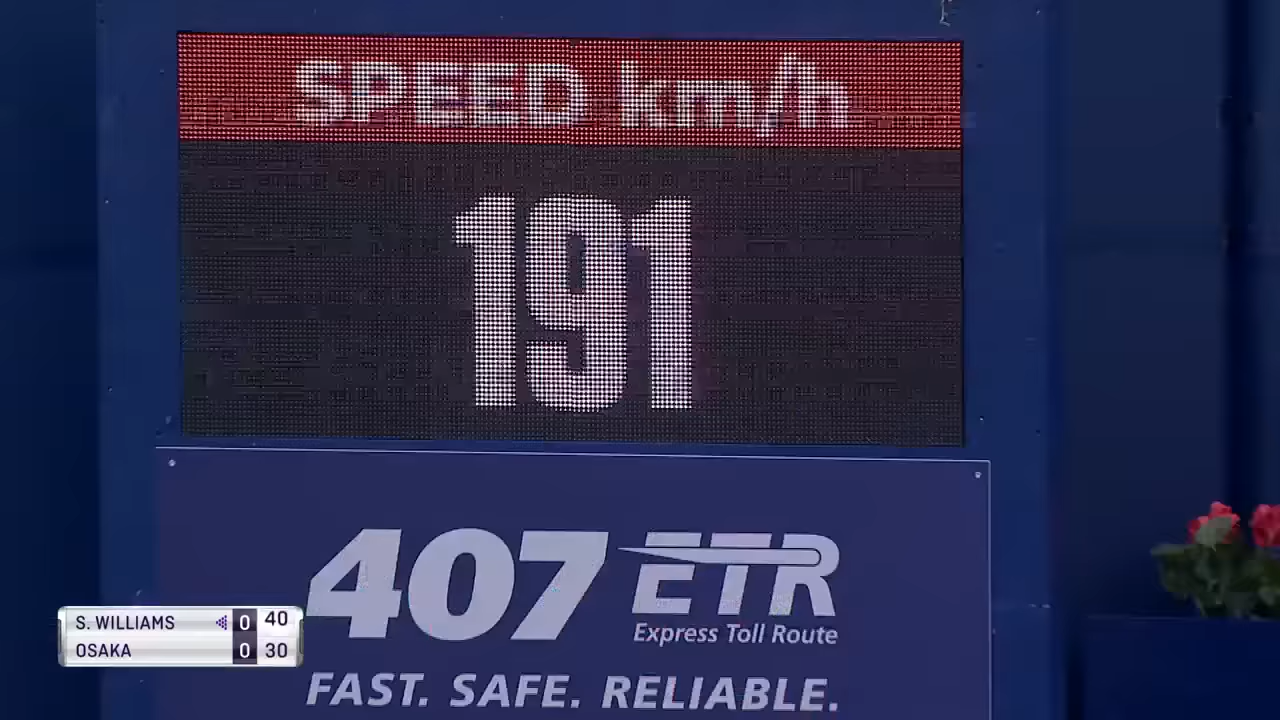 SPEED km/h
191
407 ETR
Express Toll Route
FAST. SAFE. RELIABLE.
S. WILLIAMS 0 40
OSAKA 0 30